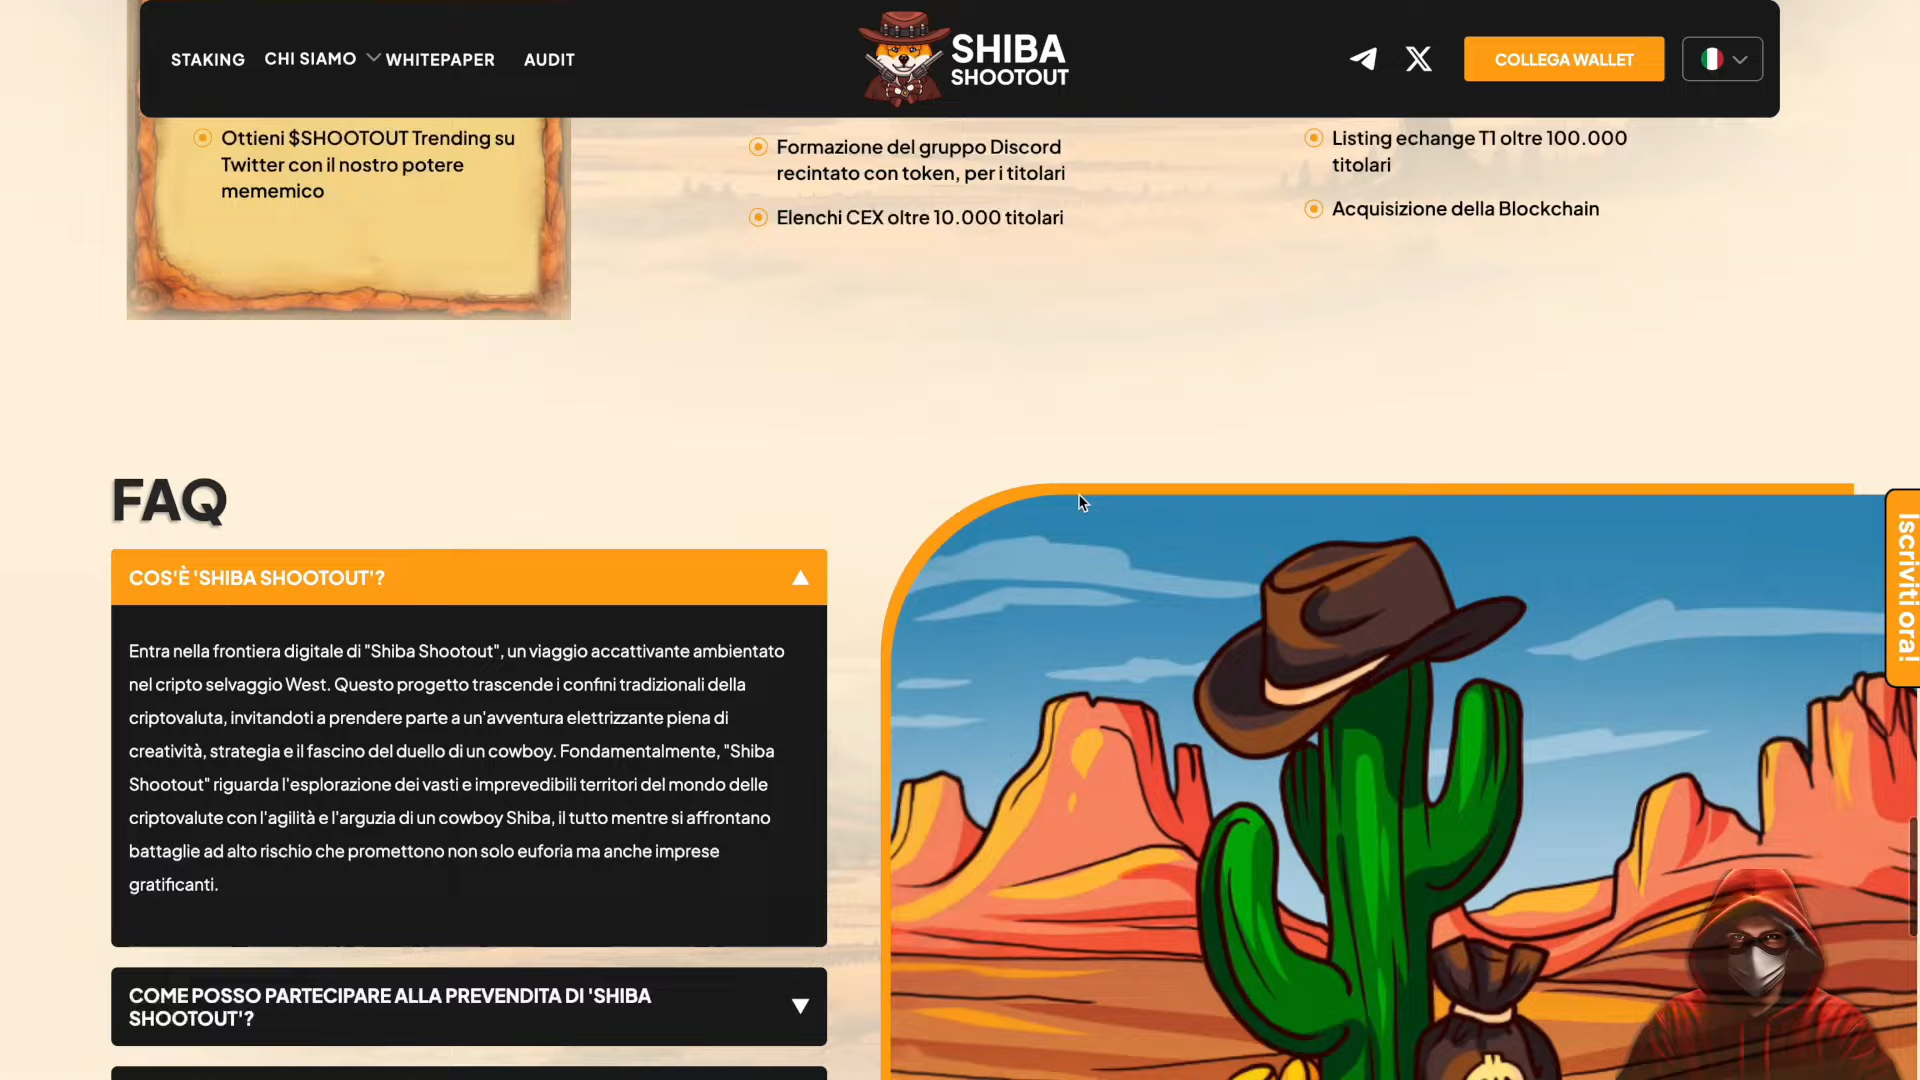 STAKING CHI SIAMO WHITEPAPER AUDIT
SHIBA
SHOOTOUT
COLLEGA WALLET
Ottieni $SHOOTOUT Trending su
Twitter con il nostro potere
mememico
Formazione del gruppo Discord
recintato con token, per i titolari
Elenchi CEX oltre 10.000 titolari
Listing echange T1 oltre 100.000
titolari
Acquisizione della Blockchain
FAQ
COS'È 'SHIBA SHOOTOUT'?
Entra nella frontiera digitale di "Shiba Shootout", un viaggio accattivante ambientato
nel cripto selvaggio West. Questo progetto trascende i confini tradizionali della
criptovaluta, invitandoti a prendere parte a un'avventura elettrizzante piena di
creatività, strategia e il fascino del duello di un cowboy. Fondamentalmente, "Shiba
Shootout" riguarda l'esplorazione dei vasti e imprevedibili territori del mondo delle
criptovalute con l'agilità e l'arguzia di un cowboy Shiba, il tutto mentre si affrontano
battaglie ad alto rischio che promettono non solo euforia ma anche imprese
gratificanti.
COME POSSO PARTECIPARE ALLA PREVENDITA DI 'SHIBA
SHOOTOUT'?
Iscriviti ora!